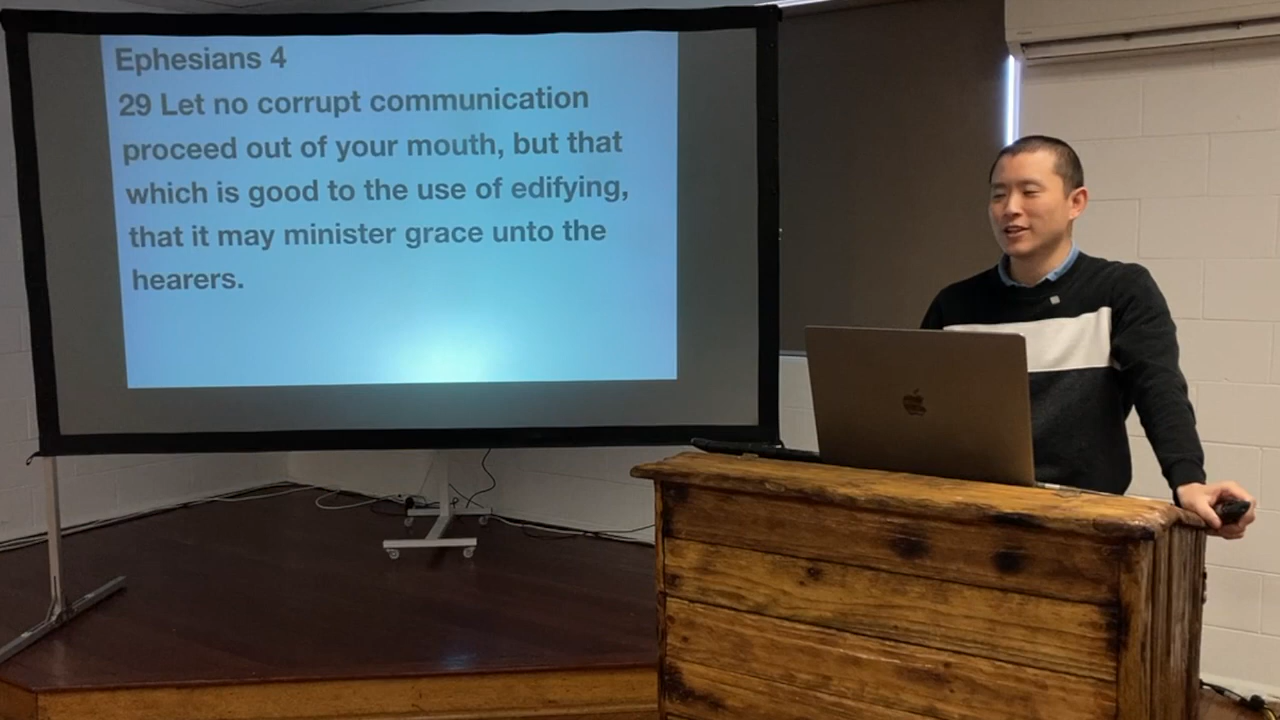 Ephesians 4
29 Let no corrupt communication
proceed out of your mouth, but that
which is good to the use of edifying,
that it may minister grace unto the
hearers.